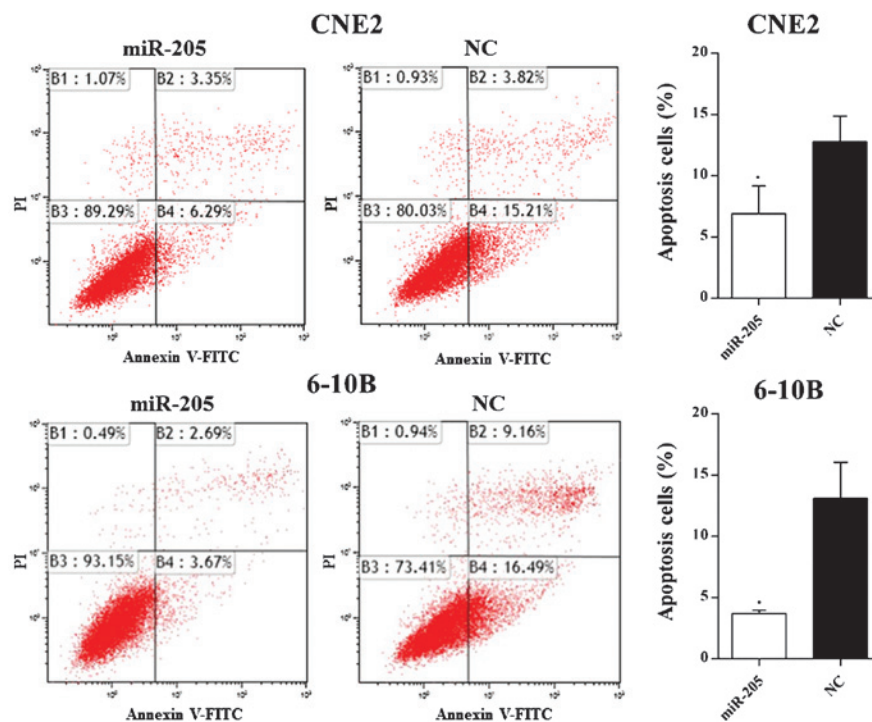 CNE2
miR-205
NC
B1 : 1.07%
B2 : 3.35%
B3 : 89.29%
B4 : 6.29%
PI
Annexin V-FITC
B1 : 0.93%
B2 : 3.82%
B3 : 80.03%
B4 : 15.21%
PI
Annexin V-FITC
CNE2
Apoptosis cells (%)
20
15
10
5
0
miR-205
NC
6-10B
miR-205
NC
B1 : 0.49%
B2 : 2.69%
B3 : 93.15%
B4 : 3.67%
PI
Annexin V-FITC
B1 : 0.94%
B2 : 9.16%
B3 : 73.41%
B4 : 16.49%
PI
Annexin V-FITC
6-10B
Apoptosis cells (%)
20
15
10
5
0
miR-205
NC